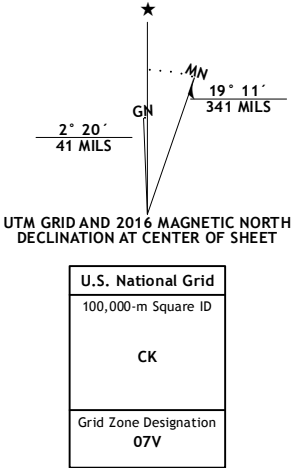 ★
MN
GN
19° 11´
341 MILS
2° 20´
41 MILS
UTM GRID AND 2016 MAGNETIC NORTH
DECLINATION AT CENTER OF SHEET
U.S. National Grid
100,000-m Square ID
CK
Grid Zone Designation
07V